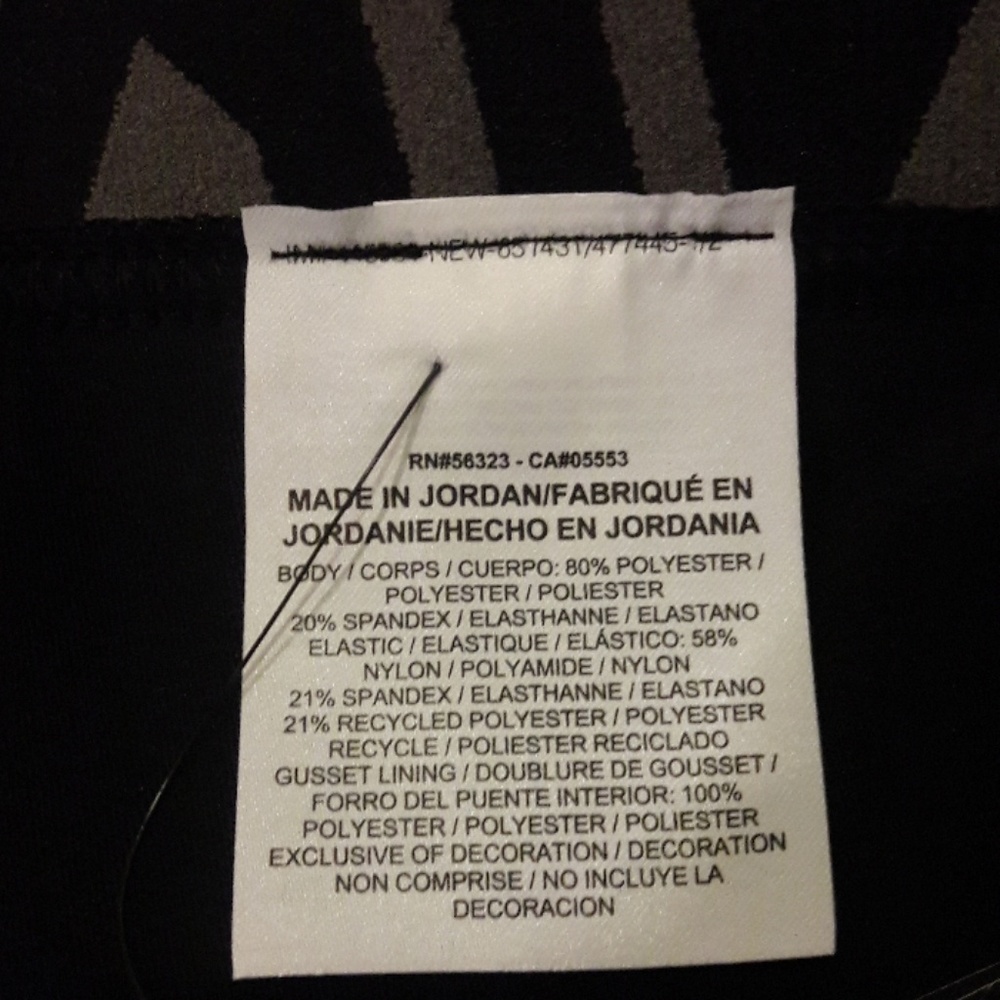 RN#56323 - CA#05553
MADE IN JORDAN/FABRIQUÉ EN
JORDANIE/HECHO EN JORDANIA
BODY / CORPS / CUERPO: 80% POLYESTER /
POLYESTER / POLIESTER
20% SPANDEX / ELASTHANNE / ELASTANO
ELASTIC / ELASTIQUE / ELÁSTICO: 58%
NYLON / POLYAMIDE / NYLON
21% SPANDEX / ELASTHANNE / ELASTANO
21% RECYCLED POLYESTER / POLYESTER
RECYCLE / POLIESTER RECICLADO
GUSSET LINING / DOUBLURE DE GOUSSET /
FORRO DEL PUENTE INTERIOR: 100%
POLYESTER / POLYESTER / POLIESTER
EXCLUSIVE OF DECORATION / DECORATION
NON COMPRISE / NO INCLUYE LA
DECORACION